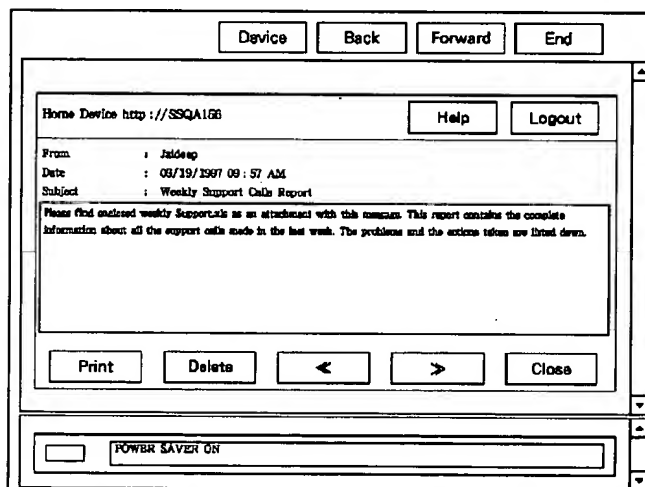 Device Back Forward End
Home Device http://SSQA156 Help Logout
From : Jaideep
Date : 03/19/1997 09:57 AM
Subject : Weekly Support Calls Report
Please find enclosed weekly Support.xls as an attachment with this message. This report contains the complete
information about all the support calls made in the last week. The problems and the actions taken are listed down.
Print Delete ≪ ≫ Close
POWER SAVER ON